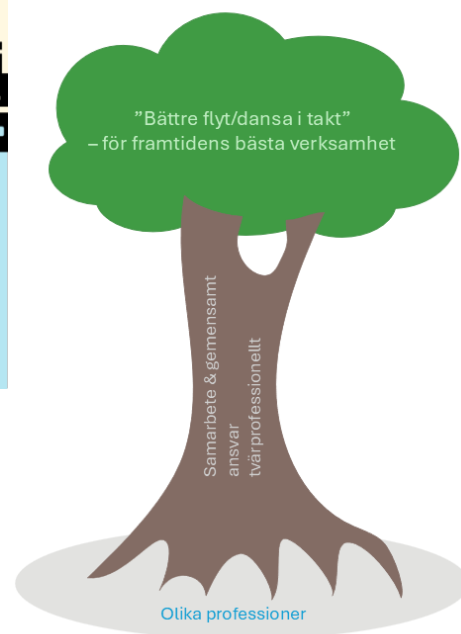 ”Bättre flyt/dansa i takt”
– för framtidens bästa verksamhet
Samarbete & gemensamt
ansvar
tvärprofessionellt
Olika professioner